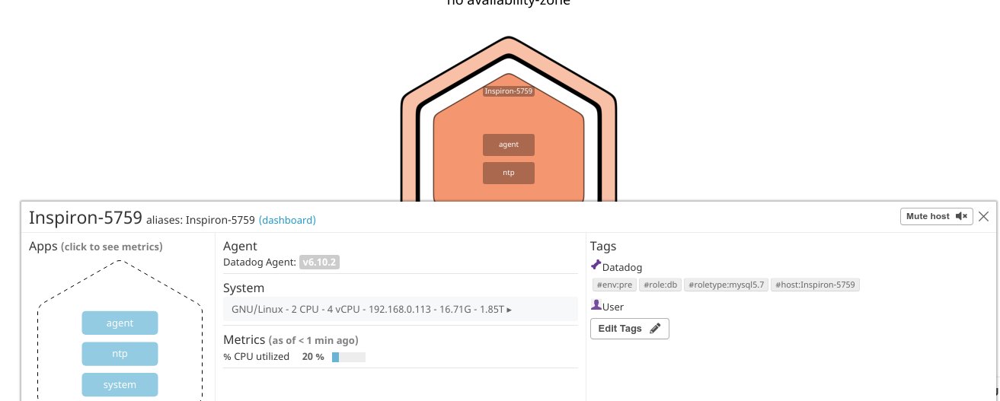 no availability-zone
Inspiron-5759
agent
ntp
Inspiron-5759 aliases: Inspiron-5759 (dashboard)
Mute host
Apps (click to see metrics)
agent
ntp
system
Agent
Datadog Agent: v6.10.2
System
GNU/Linux - 2 CPU - 4 vCPU - 192.168.0.113 - 16.71G - 1.85T ▸
Metrics (as of < 1 min ago)
% CPU utilized 20 %
Tags
Datadog
#env:pre #role:db #roletype:mysql5.7 #host:Inspiron-5759
User
Edit Tags